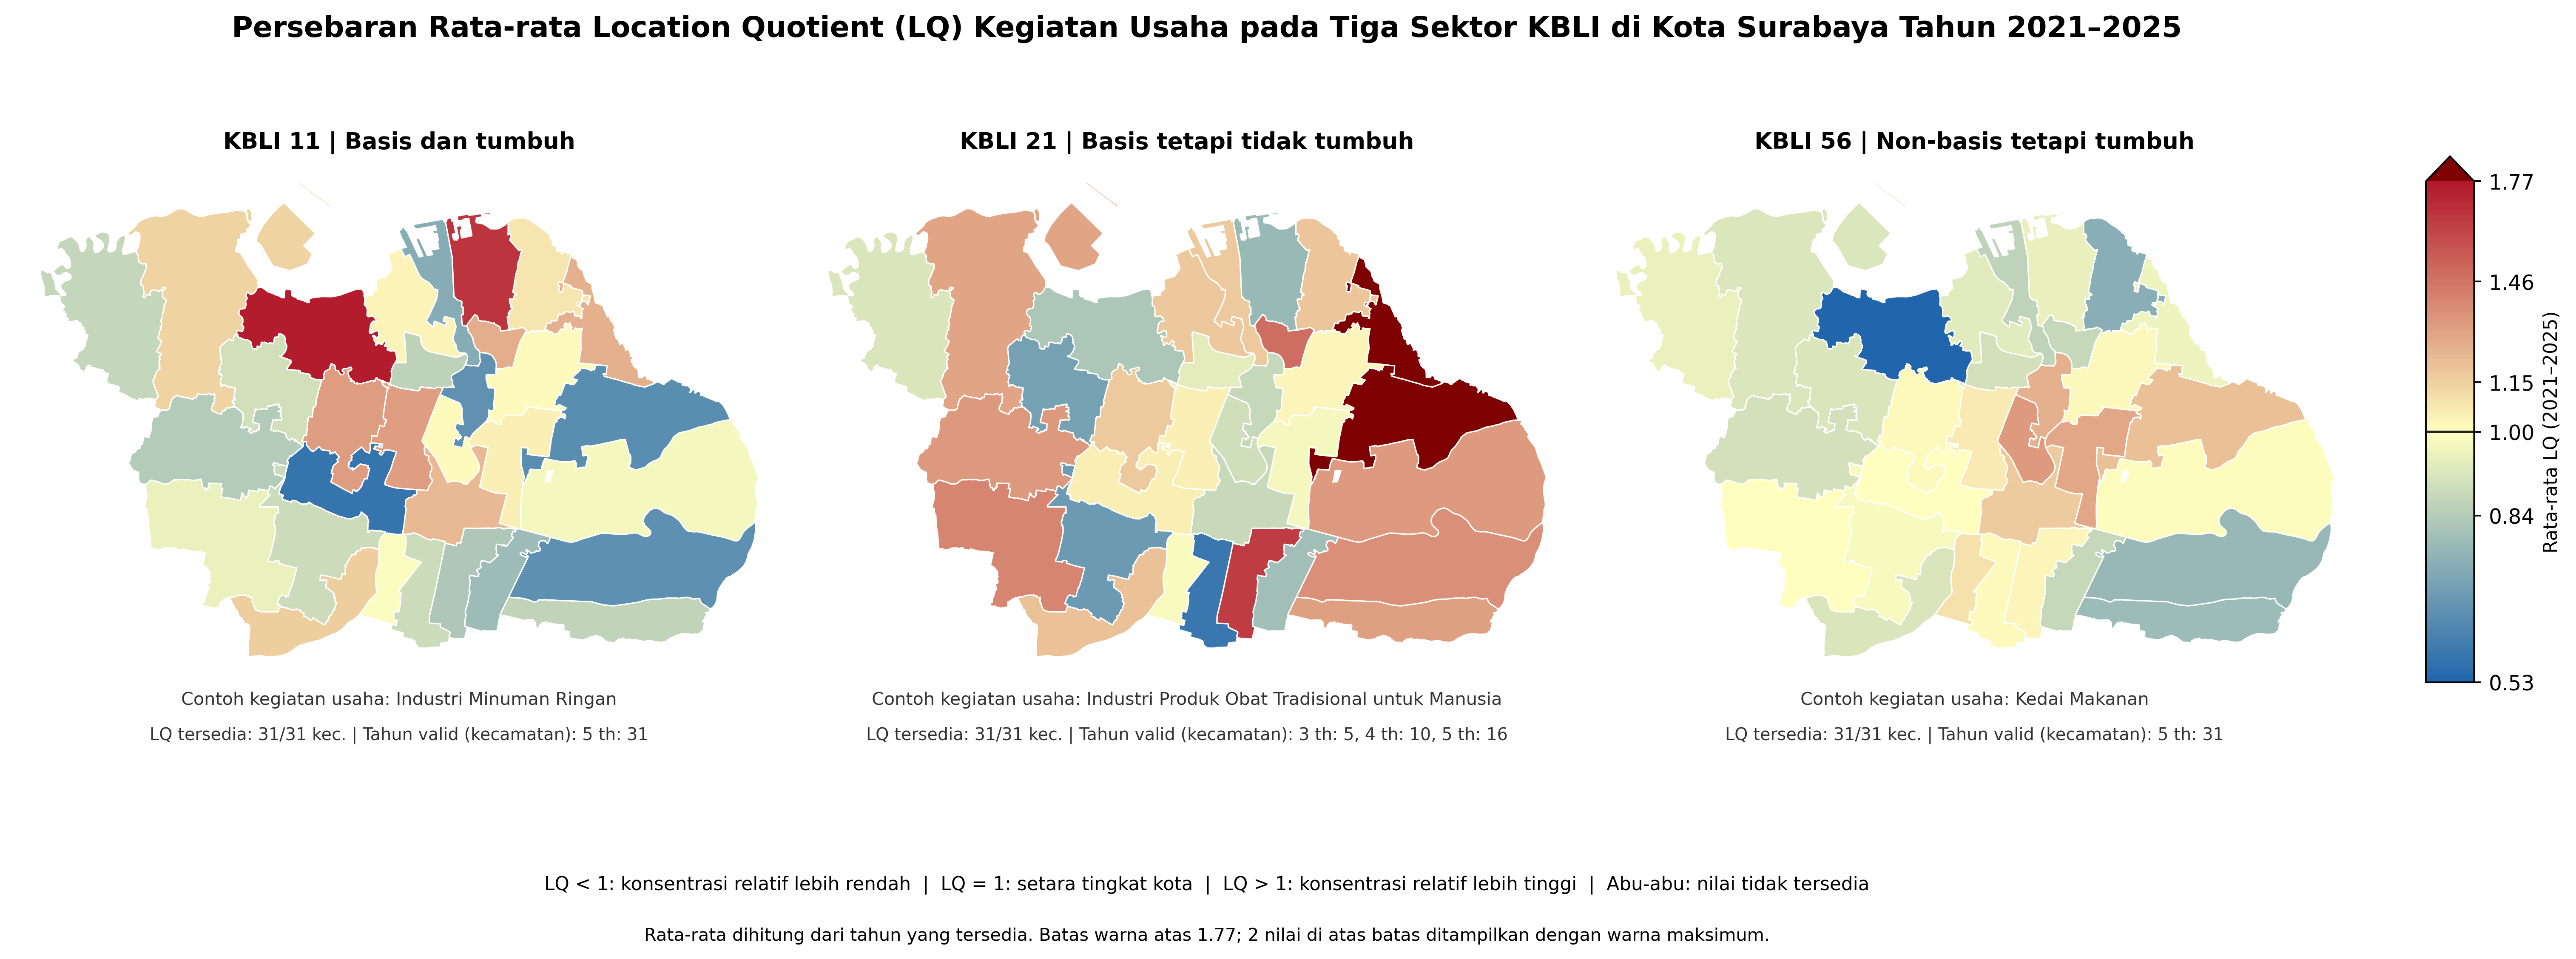 Persebaran Rata-rata Location Quotient (LQ) Kegiatan Usaha pada Tiga Sektor KBLI di Kota Surabaya Tahun 2021–2025
KBLI 11 | Basis dan tumbuh
KBLI 21 | Basis tetapi tidak tumbuh
KBLI 56 | Non-basis tetapi tumbuh
1.77
1.46
1.15
1.00
0.84
0.53
Rata-rata LQ (2021–2025)
Contoh kegiatan usaha: Industri Minuman Ringan
LQ tersedia: 31/31 kec. | Tahun valid (kecamatan): 5 th: 31
Contoh kegiatan usaha: Industri Produk Obat Tradisional untuk Manusia
LQ tersedia: 31/31 kec. | Tahun valid (kecamatan): 3 th: 5, 4 th: 10, 5 th: 16
Contoh kegiatan usaha: Kedai Makanan
LQ tersedia: 31/31 kec. | Tahun valid (kecamatan): 5 th: 31
LQ < 1: konsentrasi relatif lebih rendah | LQ = 1: setara tingkat kota | LQ > 1: konsentrasi relatif lebih tinggi | Abu-abu: nilai tidak tersedia
Rata-rata dihitung dari tahun yang tersedia. Batas warna atas 1.77; 2 nilai di atas batas ditampilkan dengan warna maksimum.